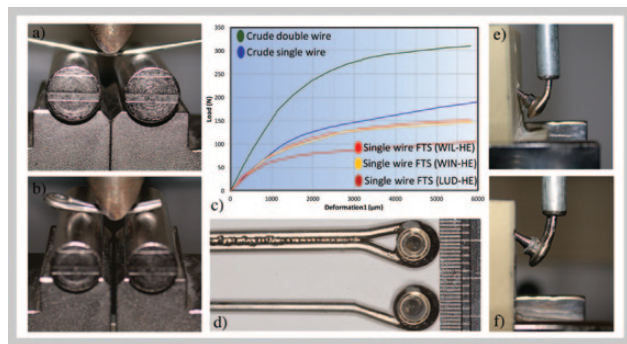 a)
b)
Crude double wire
Crude single wire
Load (N)
350
300
250
200
150
100
50
0
Single wire FTS (WIL-HE)
Single wire FTS (WIN-HE)
Single wire FTS (LUD-HE)
0 1000 2000 3000 4000 5000 6000
Deformation1 (µm)
c)
d)
e)
f)